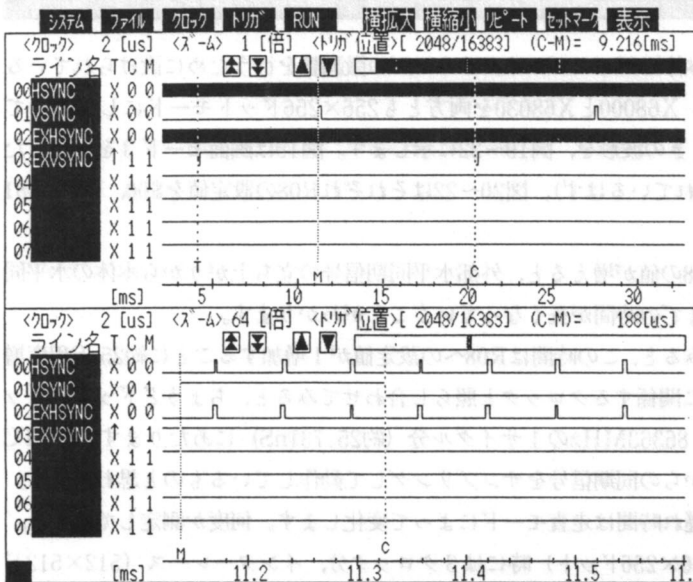 システム ファイル クロック トリガ RUN 横拡大 横縮小 リピート セットマーク 表示
<クロック> 2 [us] <ズーム> 1 [倍] <トリガ位置>[ 2048/16383] (C-M)= 9.216[ms]
ライン名 T C M
00 HSYNC X 0 0
01 VSYNC X 0 0
02 EXHSYNC X 0 0
03 EXVSYNC ↑ 1 1
04 X 1 1
05 X 1 1
06 X 1 1
07 X 1 1
T M C
[ms] 5 10 15 20 25 30
<クロック> 2 [us] <ズーム> 64 [倍] <トリガ位置>[ 2048/16383] (C-M)= 188[us]
ライン名 T C M
00 HSYNC X 0 0
01 VSYNC X 0 0
02 EXHSYNC X 0 0
03 EXVSYNC ↑ 1 1
04 X 1 1
05 X 1 1
06 X 1 1
07 X 1 1
M C
[ms] 11.2 11.3 11.4 11.5